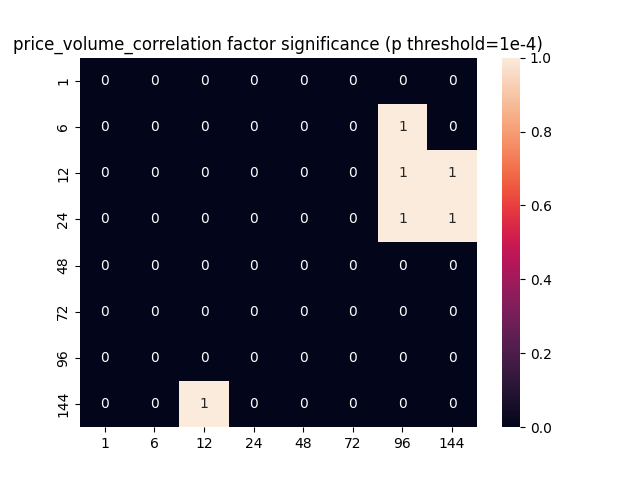 price_volume_correlation factor significance (p threshold=1e-4)
1 0 0 0 0 0 0 0 0
6 0 0 0 0 0 0 1 0
12 0 0 0 0 0 0 1 1
24 0 0 0 0 0 0 1 1
48 0 0 0 0 0 0 0 0
72 0 0 0 0 0 0 0 0
96 0 0 0 0 0 0 0 0
144 0 0 1 0 0 0 0 0
1 6 12 24 48 72 96 144
1.0
0.8
0.6
0.4
0.2
0.0